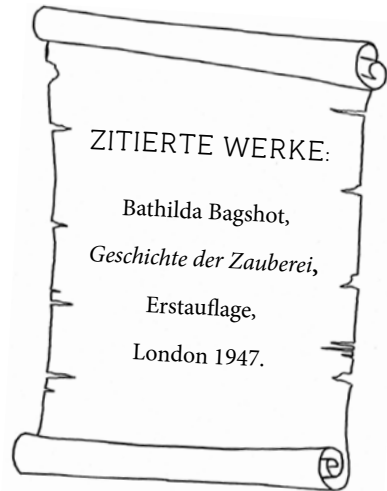 ZITIERTE WERKE:
Bathilda Bagshot,
Geschichte der Zauberei,
Erstauflage,
London 1947.